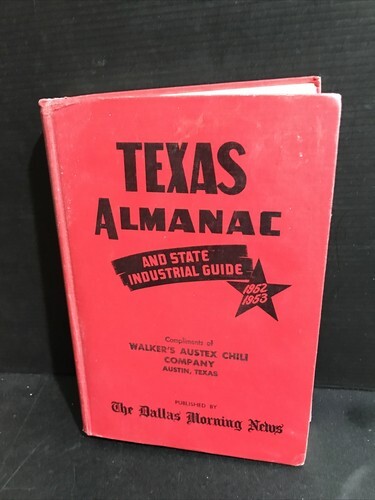 TEXAS
ALMANAC
AND STATE
INDUSTRIAL GUIDE
1952
1953
Compliments of
WALKER'S AUSTEX CHILI
COMPANY
AUSTIN, TEXAS
PUBLISHED BY
The Dallas Morning News